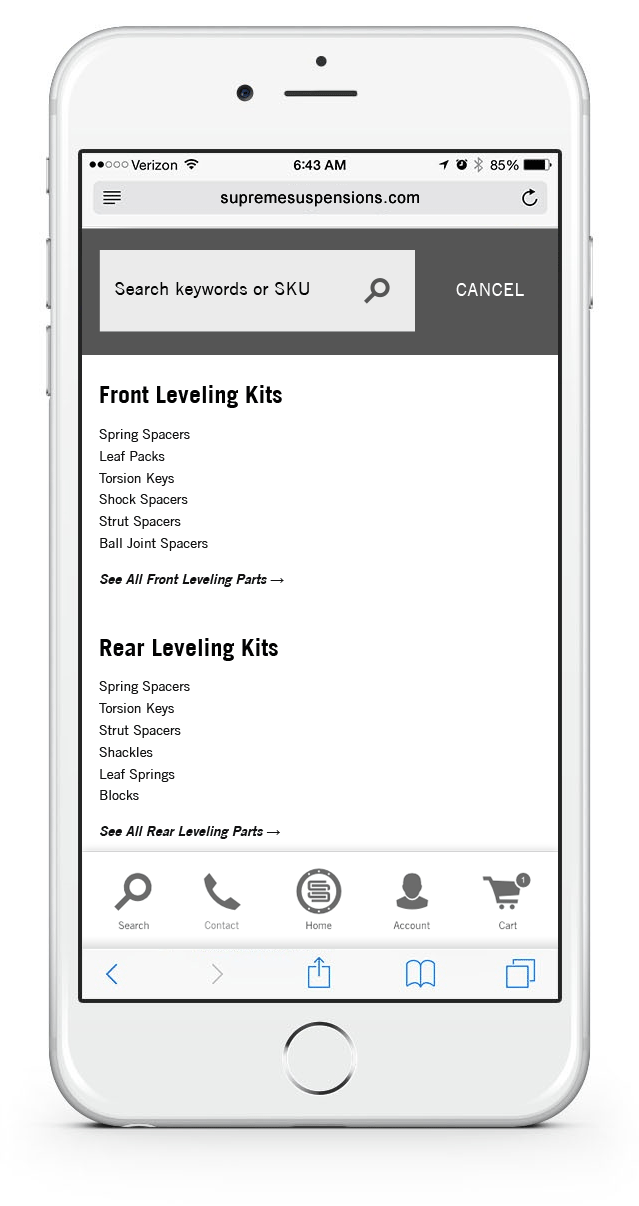 Verizon 6:43 AM 85%
supremesuspensions.com
Search keywords or SKU CANCEL
Front Leveling Kits
Spring Spacers
Leaf Packs
Torsion Keys
Shock Spacers
Strut Spacers
Ball Joint Spacers
See All Front Leveling Parts →
Rear Leveling Kits
Spring Spacers
Torsion Keys
Strut Spacers
Shackles
Leaf Springs
Blocks
See All Rear Leveling Parts →
1
Search Contact Home Account Cart